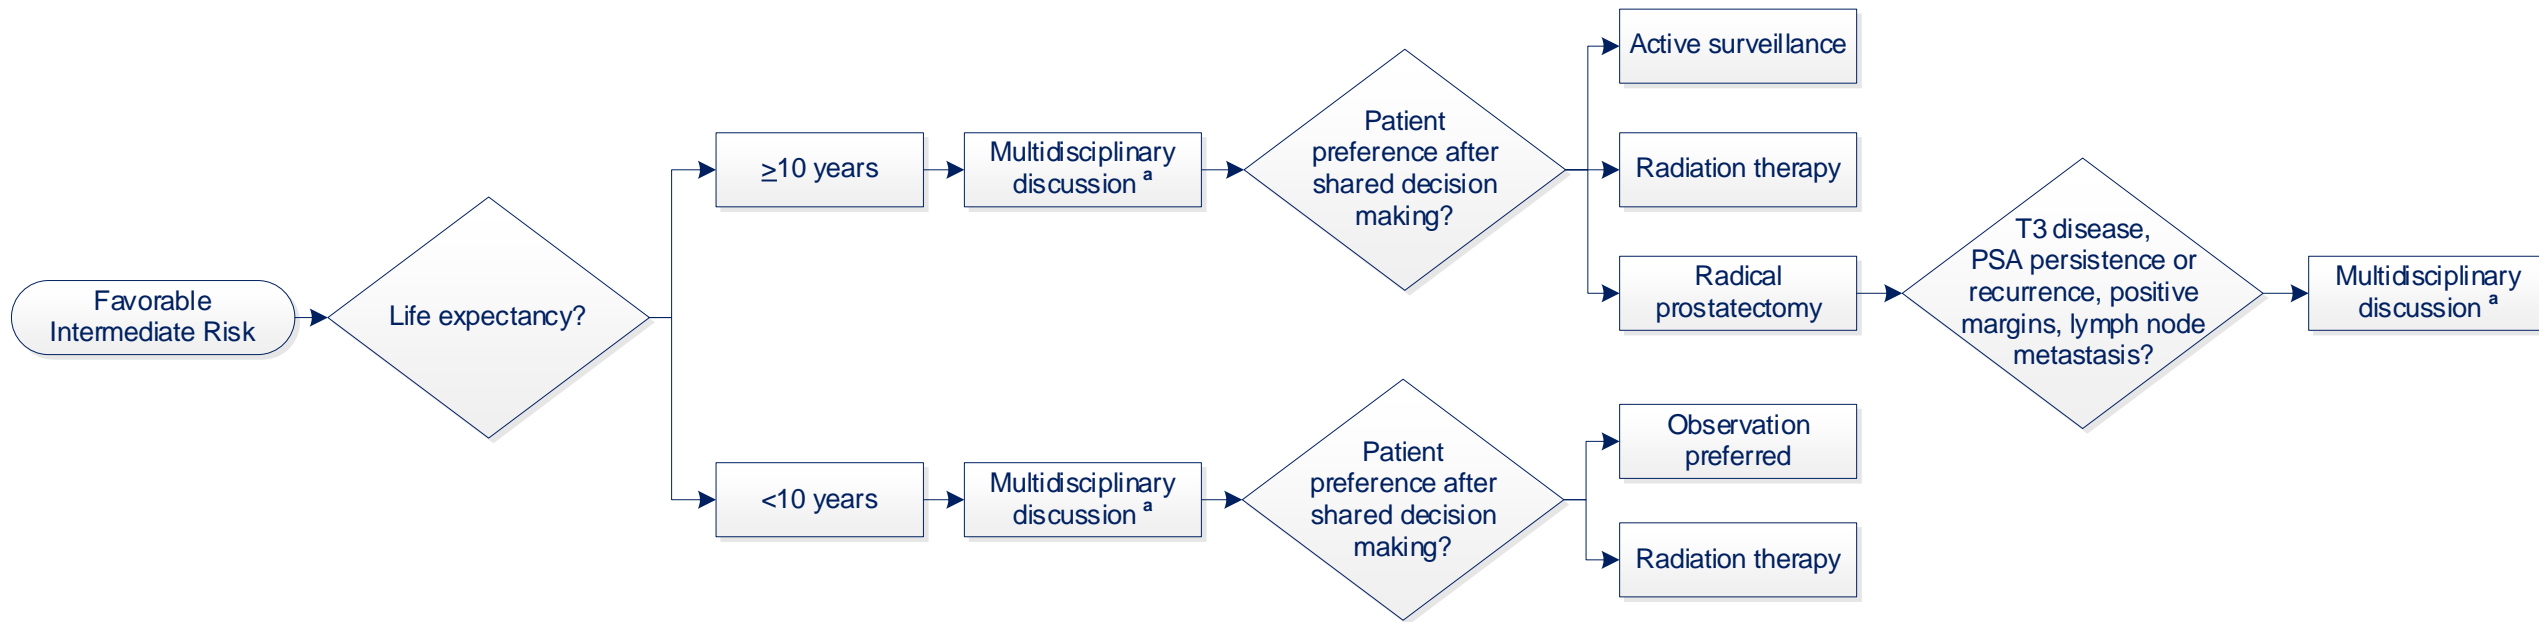 Favorable
Intermediate Risk
Life expectancy?
≥10 years
Multidisciplinary
discussion a
Patient
preference after
shared decision
making?
Active surveillance
Radiation therapy
Radical
prostatectomy
T3 disease,
PSA persistence or
recurrence, positive
margins, lymph node
metastasis?
Multidisciplinary
discussion a
<10 years
Multidisciplinary
discussion a
Patient
preference after
shared decision
making?
Observation
preferred
Radiation therapy